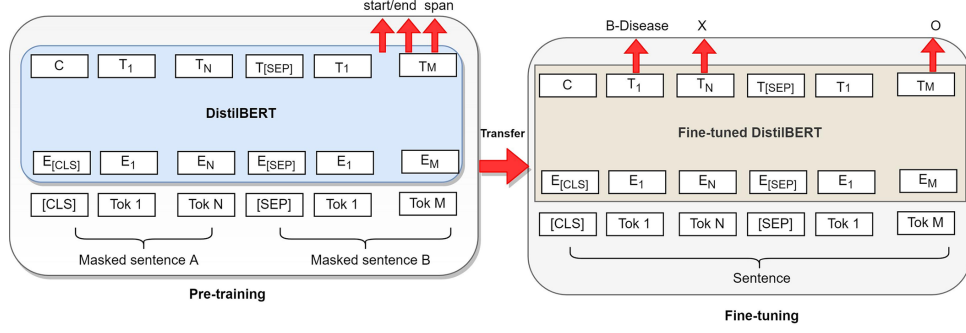 start/end span
C T1 TN T[SEP] T1 TM
DistilBERT
E[CLS] E1 EN E[SEP] E1 EM
[CLS] Tok 1 Tok N [SEP] Tok 1 Tok M
Masked sentence A Masked sentence B
Pre-training
Transfer
B-Disease X O
C T1 TN T[SEP] T1 TM
Fine-tuned DistilBERT
E[CLS] E1 EN E[SEP] E1 EM
[CLS] Tok 1 Tok N [SEP] Tok 1 Tok M
Sentence
Fine-tuning